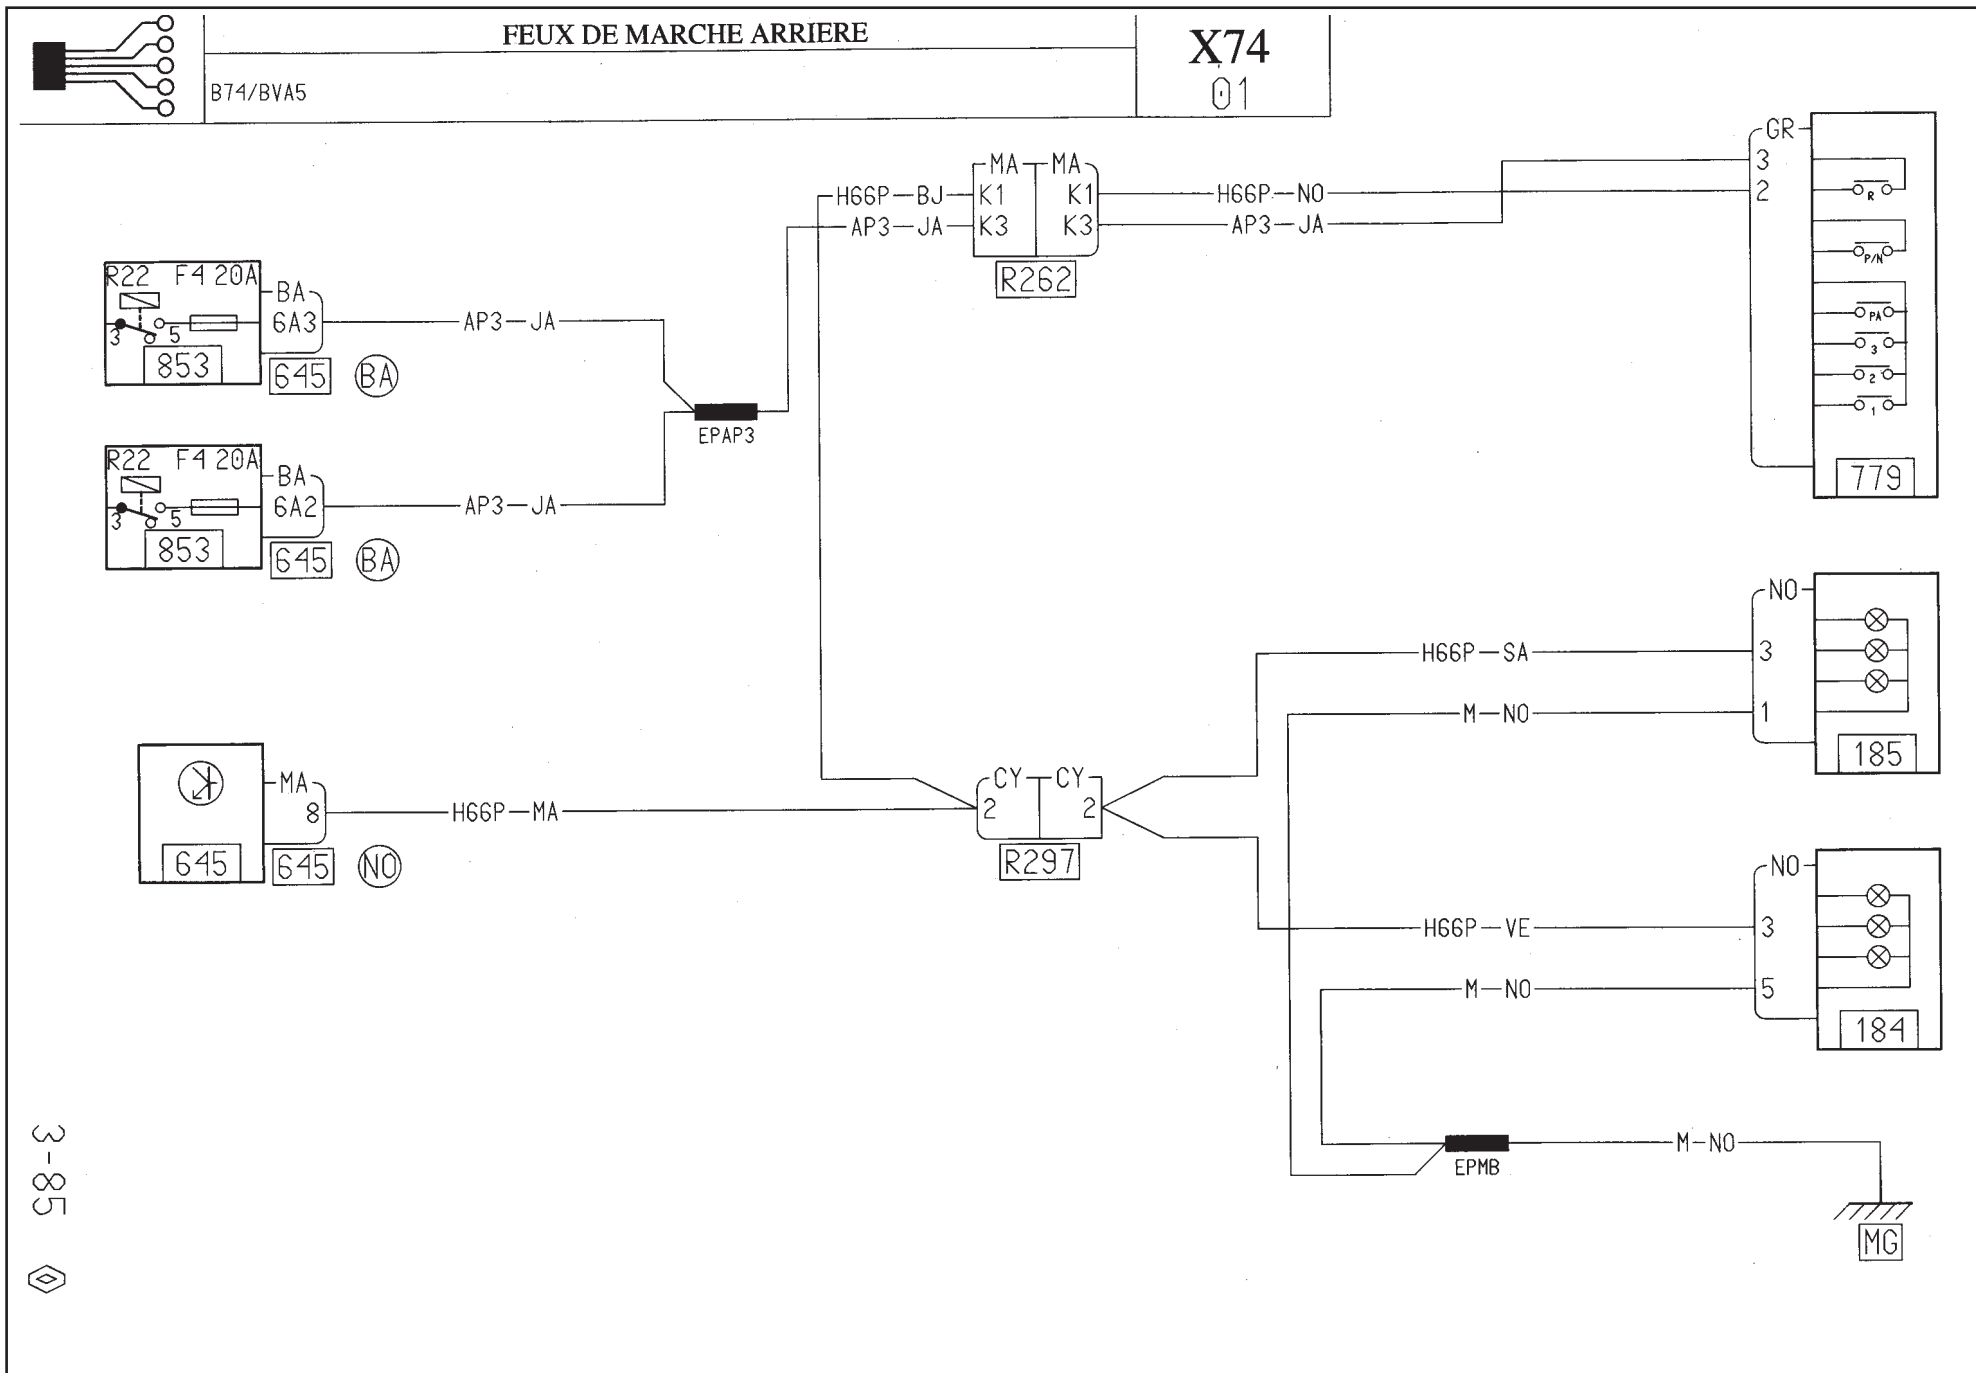 FEUX DE MARCHE ARRIERE
X74
B74/BVA5
01
GR
3
2
R
P/N
PA
3
2
1
779
MA MA
H66P-BJ K1 K1 H66P-NO
AP3-JA K3 K3 AP3-JA
R262
R22 F4 20A
BA
6A3 AP3-JA
3 5
853
645 BA
EPAP3
R22 F4 20A
BA
6A2 AP3-JA
3 5
853
645 BA
NO
H66P-SA 3
M-NO 1
185
MA
8 H66P-MA
645
645 NO
CY CY
2 2
R297
NO
H66P-VE 3
M-NO 5
184
EPMB
M-NO
MG
3-85